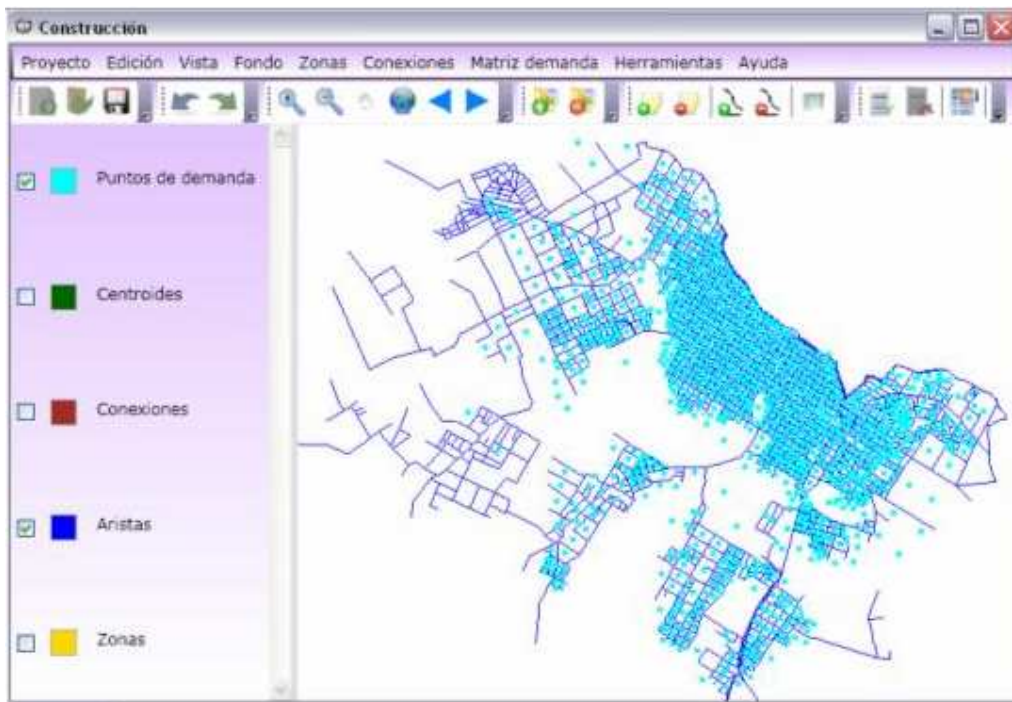 Construcción
Proyecto Edición Vista Fondo Zonas Conexiones Matriz demanda Herramientas Ayuda
Puntos de demanda
Centroides
Conexiones
Aristas
Zonas